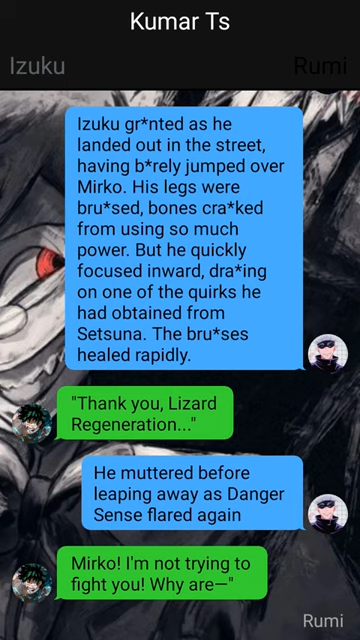 Kumar Ts
Izuku Rumi
Izuku gr*nted as he
landed out in the street,
having b*rely jumped over
Mirko. His legs were
bru*sed, bones cra*ked
from using so much
power. But he quickly
focused inward, dra*ing
on one of the quirks he
had obtained from
Setsuna. The bru*ses
healed rapidly.
"Thank you, Lizard
Regeneration..."
He muttered before
leaping away as Danger
Sense flared again
Mirko! I'm not trying to
fight you! Why are—"
Rumi